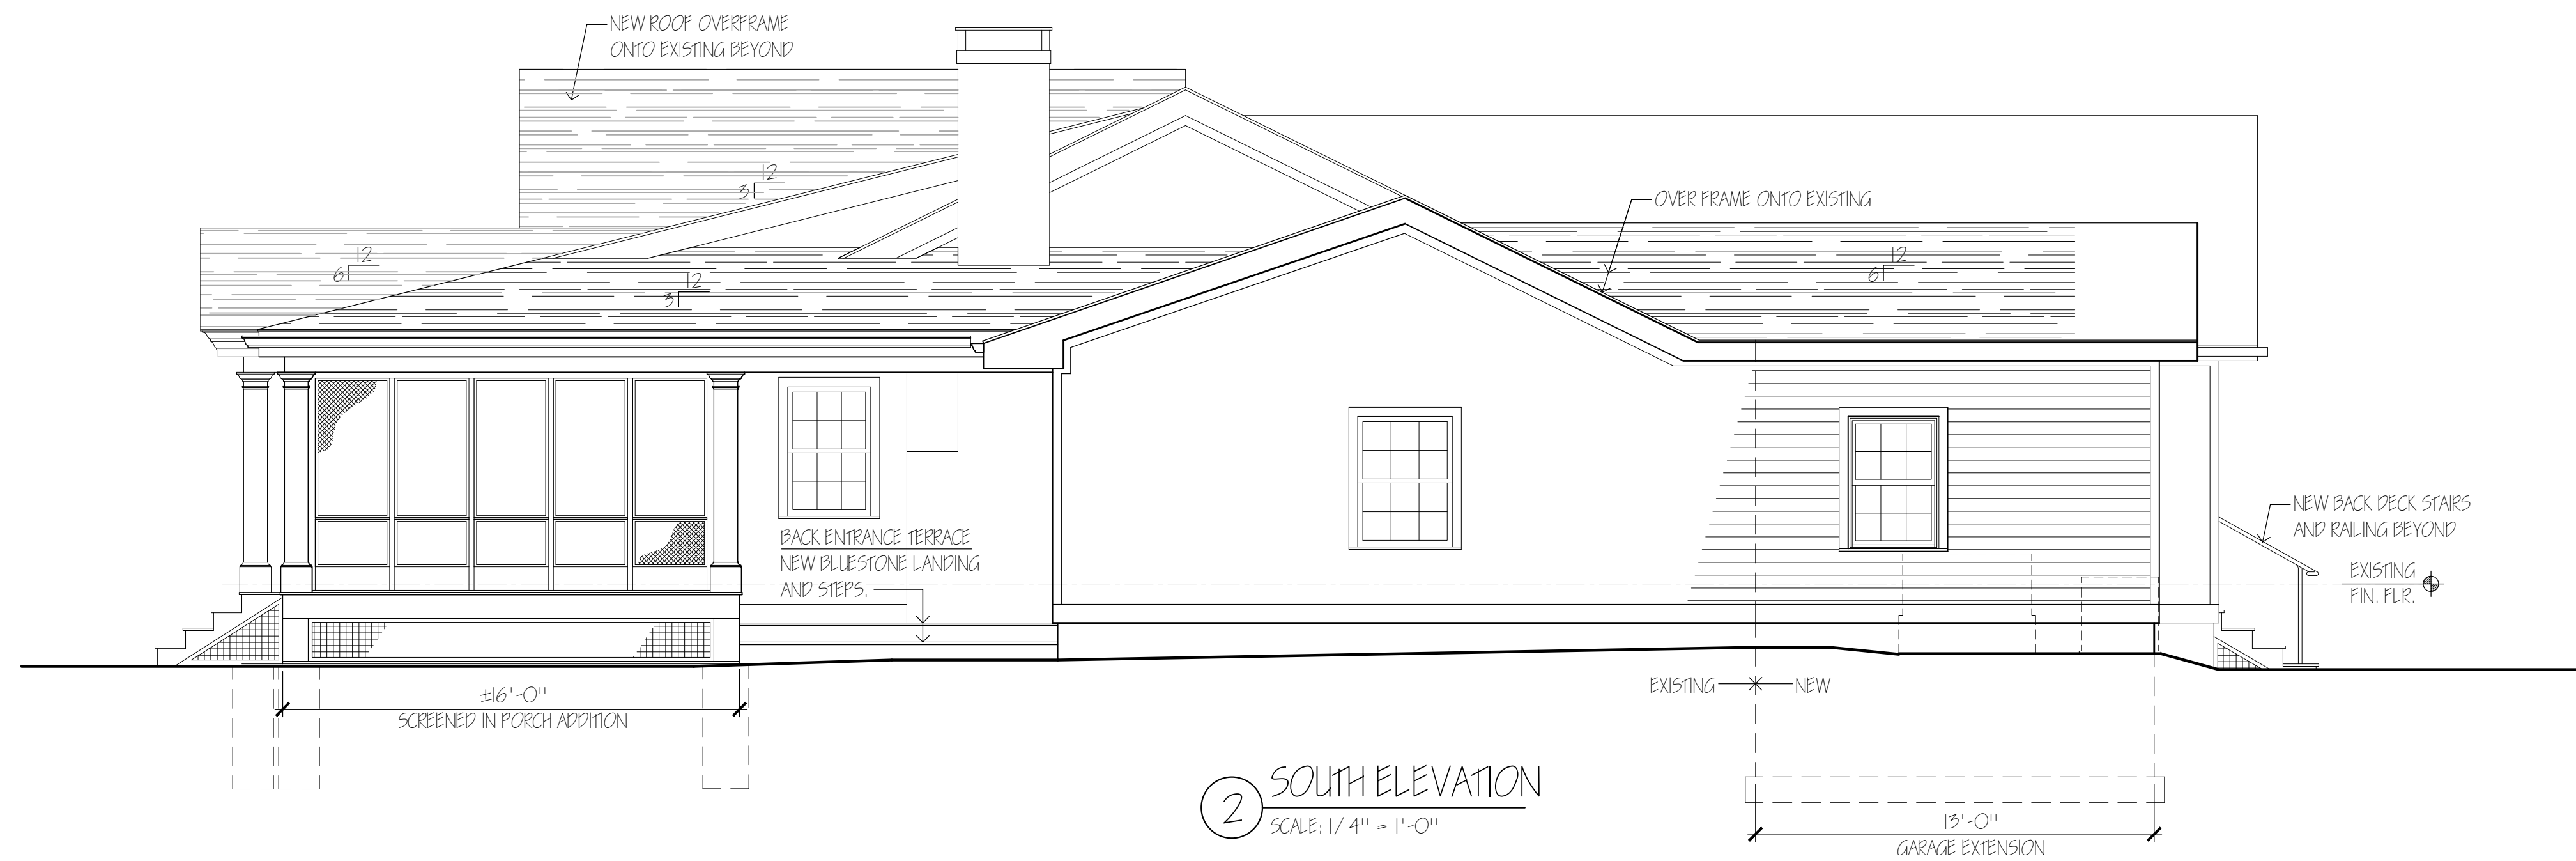 NEW ROOF OVERFRAME
ONTO EXISTING BEYOND
12
3
OVER FRAME ONTO EXISTING
12
6
12
3
12
6
NEW BACK DECK STAIRS
AND RAILING BEYOND
BACK ENTRANCE TERRACE
NEW BLUESTONE LANDING
AND STEPS.
EXISTING
FIN. FLR.
EXISTING
NEW
±16'-0"
SCREENED IN PORCH ADDITION
2
SOUTH ELEVATION
SCALE: 1/4" = 1'-0"
13'-0"
GARAGE EXTENSION